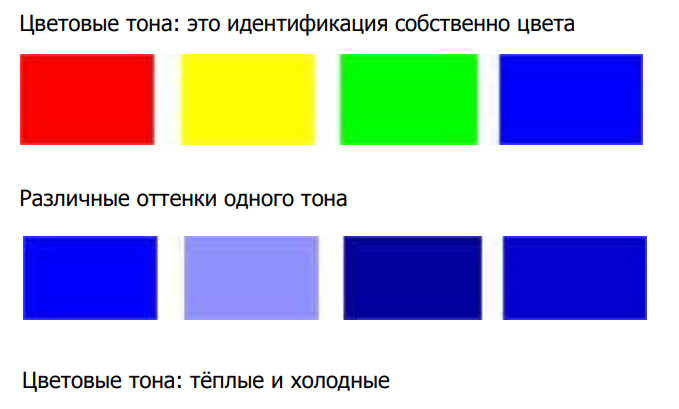 Цветовые тона: это идентификация собственно цвета
Различные оттенки одного тона
Цветовые тона: тёплые и холодные